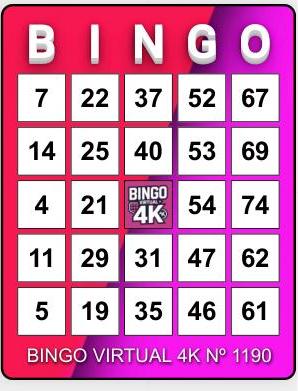 B I N G O
7 22 37 52 67
14 25 40 53 69
4 21 BINGO VIRTUAL 4K 54 74
11 29 31 47 62
5 19 35 46 61
BINGO VIRTUAL 4K Nº 1190